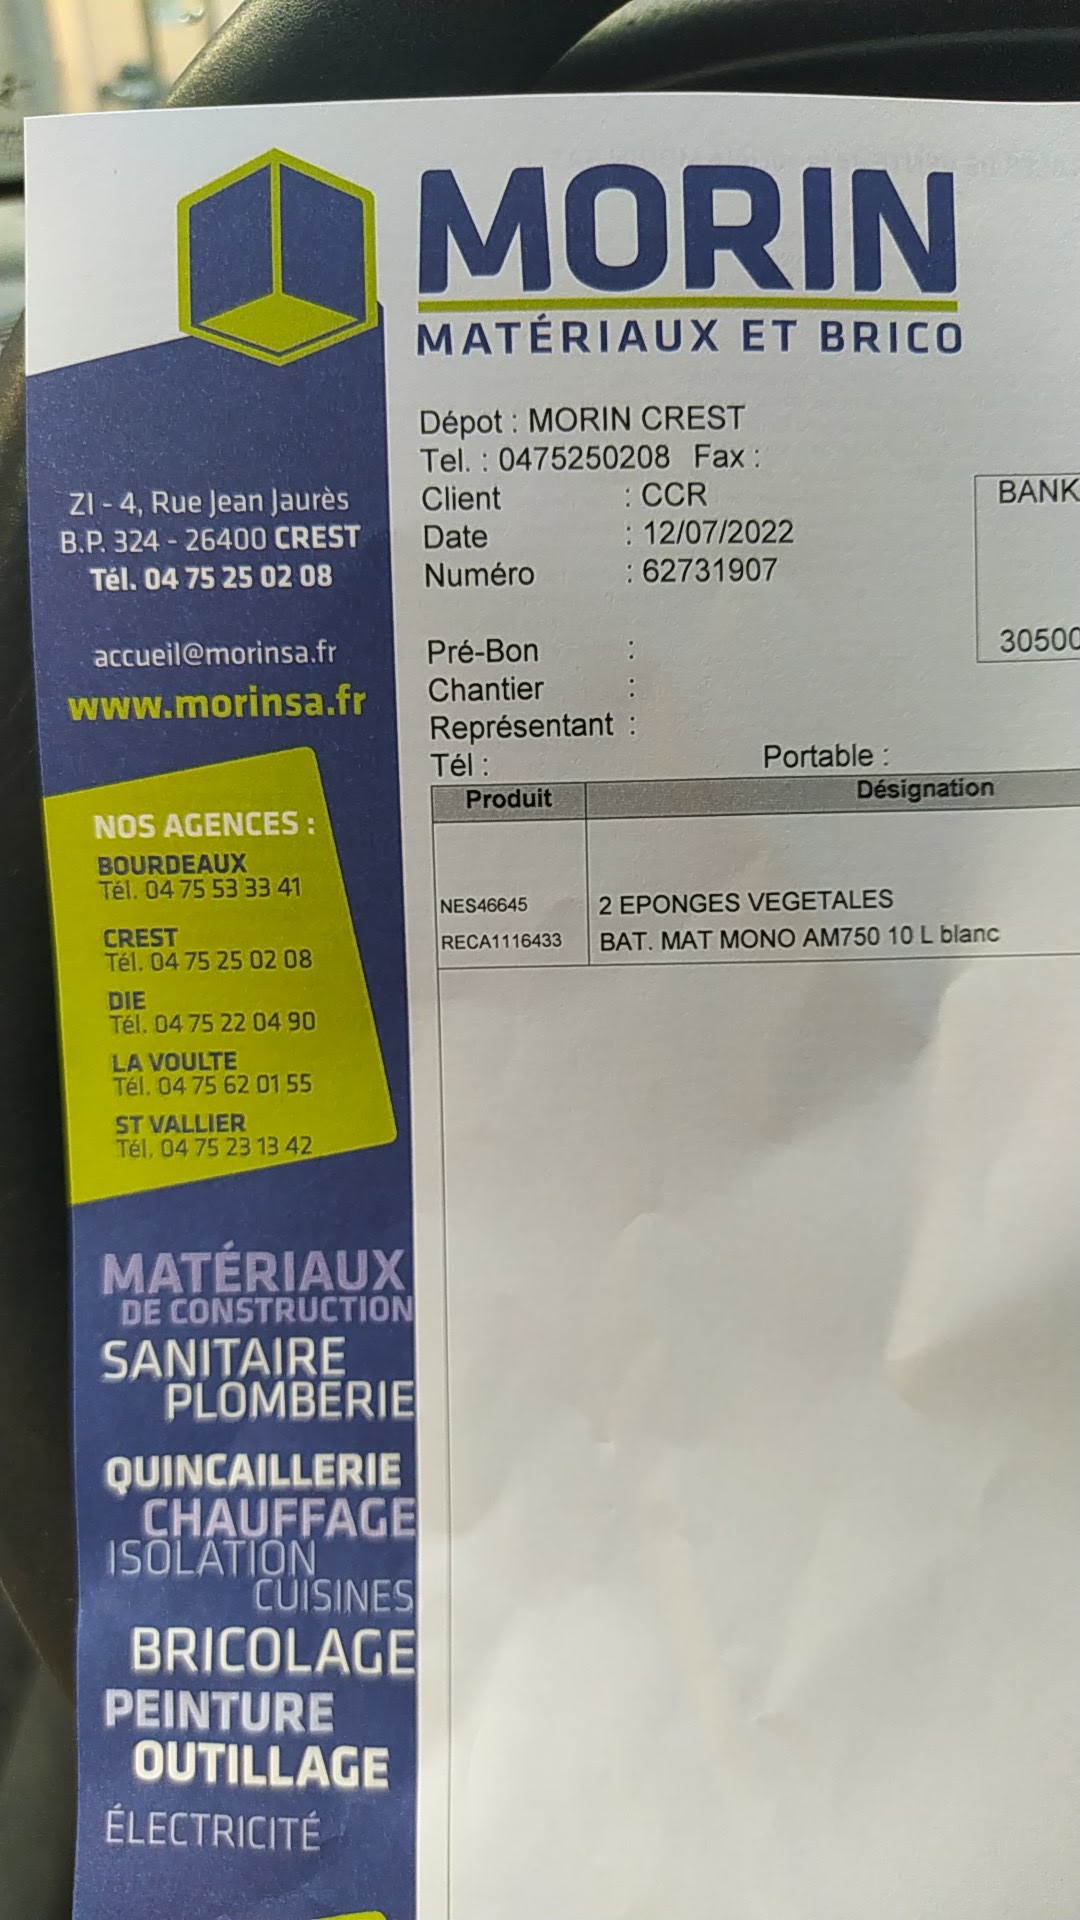 MORIN
MATÉRIAUX ET BRICO
Dépot : MORIN CREST
Tel. : 0475250208 Fax :
Client : CCR
Date : 12/07/2022
Numéro : 62731907
BANK
30500
Pré-Bon :
Chantier :
Représentant :
Tél : Portable :
Produit Désignation
NES46645 2 EPONGES VEGETALES
RECA1116433 BAT. MAT MONO AM750 10 L blanc
ZI - 4, Rue Jean Jaurès
B.P. 324 - 26400 CREST
Tél. 04 75 25 02 08
accueil@morinsa.fr
www.morinsa.fr
NOS AGENCES :
BOURDEAUX
Tél. 04 75 53 33 41
CREST
Tél. 04 75 25 02 08
DIE
Tél. 04 75 22 04 90
LA VOULTE
Tél. 04 75 62 01 55
ST VALLIER
Tél. 04 75 23 13 42
MATÉRIAUX
DE CONSTRUCTION
SANITAIRE
PLOMBERIE
QUINCAILLERIE
CHAUFFAGE
ISOLATION
CUISINES
BRICOLAGE
PEINTURE
OUTILLAGE
ÉLECTRICITÉ